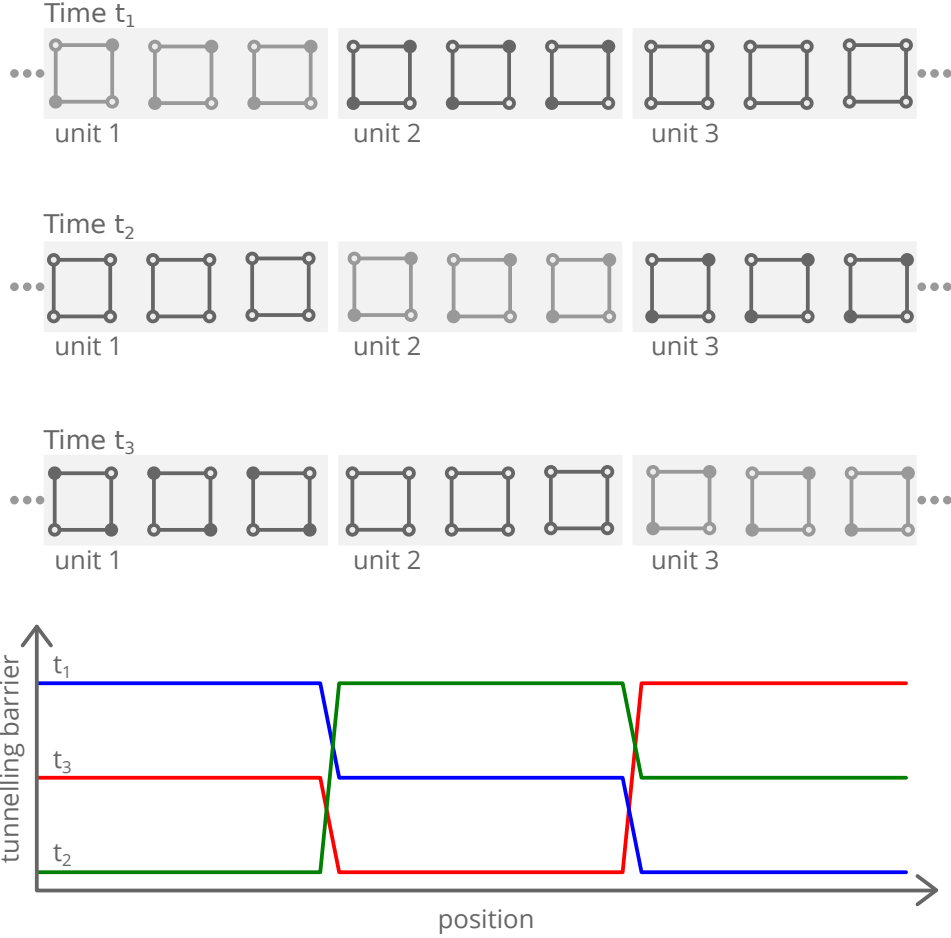 Time t₁
unit 1
unit 2
unit 3
Time t₂
unit 1
unit 2
unit 3
Time t₃
unit 1
unit 2
unit 3
tunnelling barrier
t₁
t₃
t₂
position